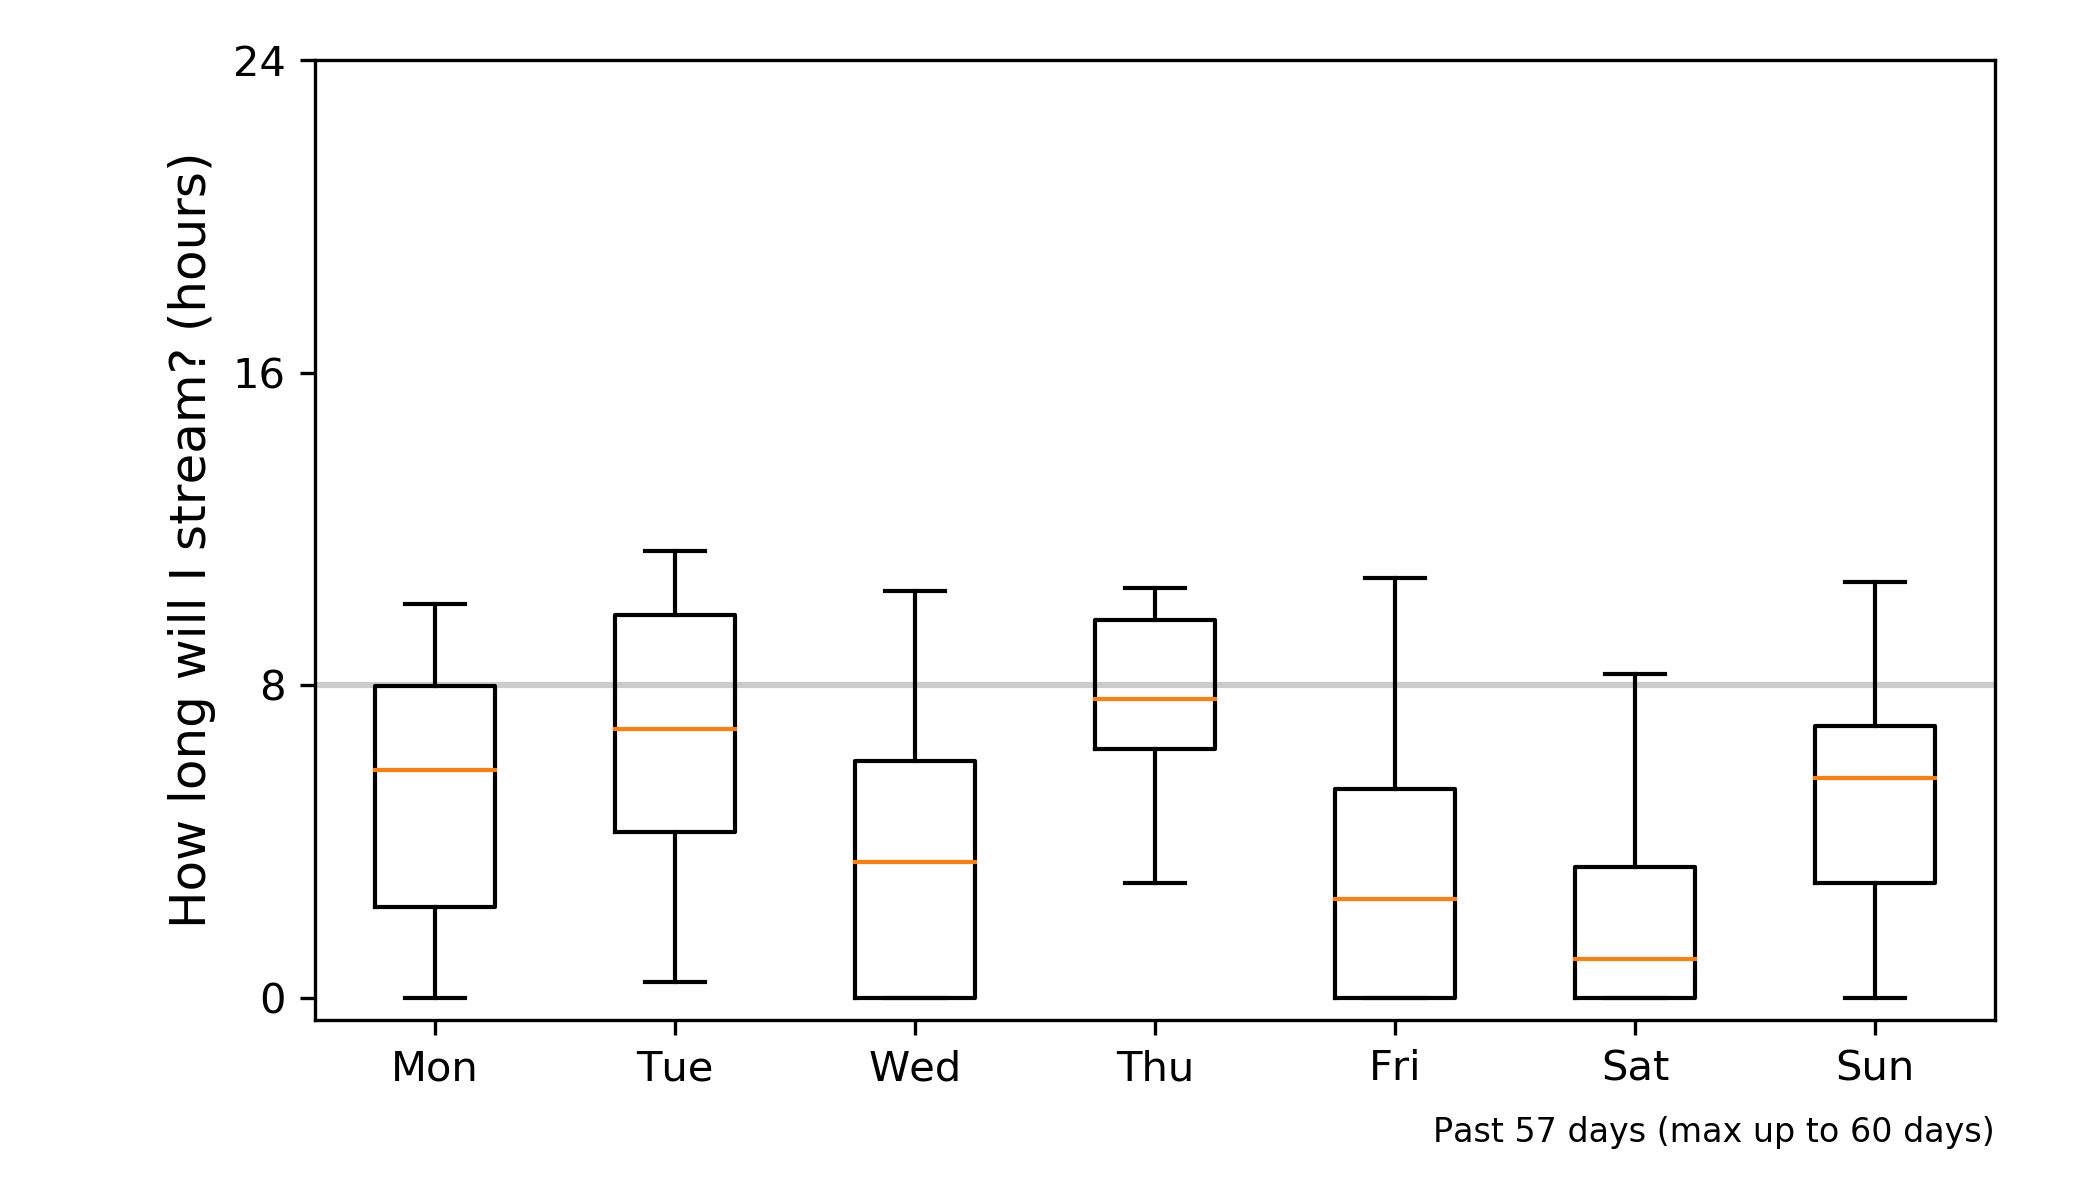 24
16
8
0
How long will I stream? (hours)
Mon Tue Wed Thu Fri Sat Sun
Past 57 days (max up to 60 days)